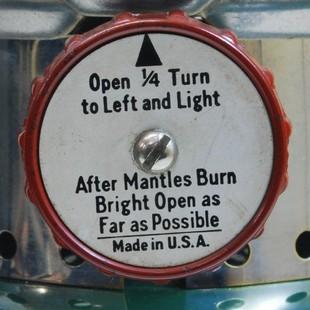 Open ¼ Turn
to Left and Light
After Mantles Burn
Bright Open as
Far as Possible
Made in U.S.A.